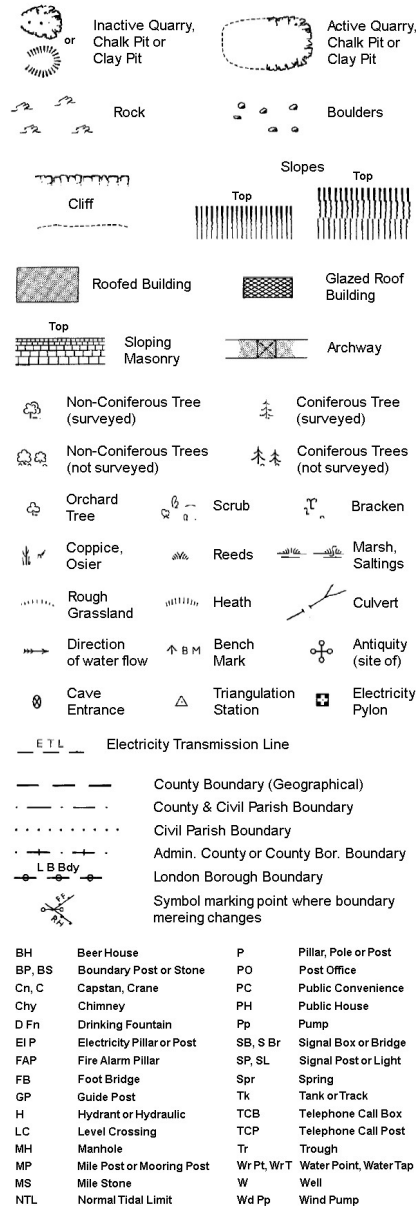 or
Inactive Quarry,
Chalk Pit or
Clay Pit
Active Quarry,
Chalk Pit or
Clay Pit
Rock
Boulders
Cliff
Slopes
Top
Top
Roofed Building
Glazed Roof
Building
Top
Sloping
Masonry
Archway
Non-Coniferous Tree
(surveyed)
Coniferous Tree
(surveyed)
Non-Coniferous Trees
(not surveyed)
Coniferous Trees
(not surveyed)
Orchard
Tree
Scrub
Bracken
Coppice,
Osier
Reeds
Marsh,
Saltings
Rough
Grassland
Heath
Culvert
Direction
of water flow
B M
Bench
Mark
Antiquity
(site of)
Cave
Entrance
Triangulation
Station
Electricity
Pylon
E T L
Electricity Transmission Line
County Boundary (Geographical)
County & Civil Parish Boundary
Civil Parish Boundary
Admin. County or County Bor. Boundary
L B Bdy
London Borough Boundary
FF
RH
Symbol marking point where boundary
mereing changes
BH Beer House P Pillar, Pole or Post
BP, BS Boundary Post or Stone PO Post Office
Cn, C Capstan, Crane PC Public Convenience
Chy Chimney PH Public House
D Fn Drinking Fountain Pp Pump
El P Electricity Pillar or Post SB, S Br Signal Box or Bridge
FAP Fire Alarm Pillar SP, SL Signal Post or Light
FB Foot Bridge Spr Spring
GP Guide Post Tk Tank or Track
H Hydrant or Hydraulic TCB Telephone Call Box
LC Level Crossing TCP Telephone Call Post
MH Manhole Tr Trough
MP Mile Post or Mooring Post Wr Pt, Wr T Water Point, Water Tap
MS Mile Stone W Well
NTL Normal Tidal Limit Wd Pp Wind Pump